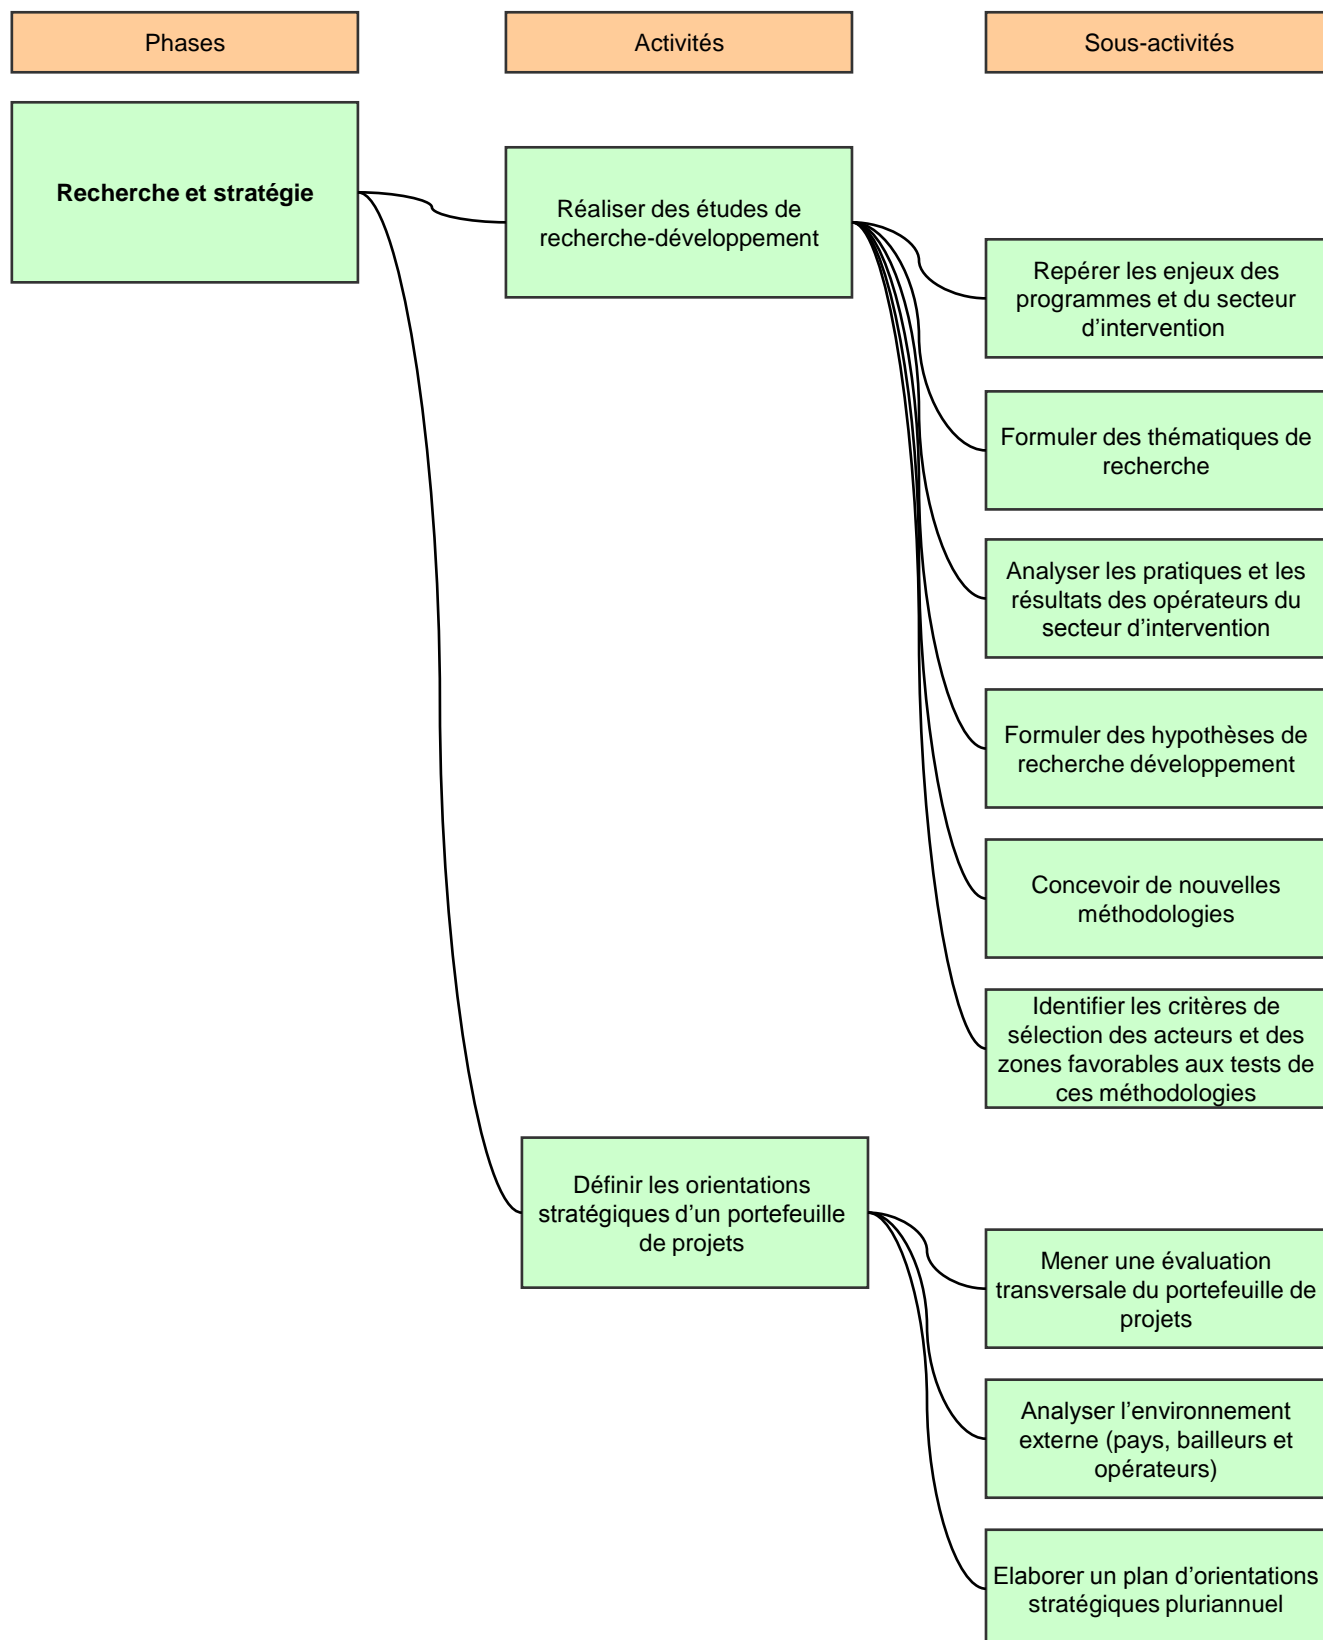 Phases
Activités
Sous-activités
Recherche et stratégie
Réaliser des études de
recherche-développement
Repérer les enjeux des
programmes et du secteur
d’intervention
Formuler des thématiques de
recherche
Analyser les pratiques et les
résultats des opérateurs du
secteur d’intervention
Formuler des hypothèses de
recherche développement
Concevoir de nouvelles
méthodologies
Identifier les critères de
sélection des acteurs et des
zones favorables aux tests de
ces méthodologies
Définir les orientations
stratégiques d’un portefeuille
de projets
Mener une évaluation
transversale du portefeuille de
projets
Analyser l’environnement
externe (pays, bailleurs et
opérateurs)
Elaborer un plan d’orientations
stratégiques pluriannuel